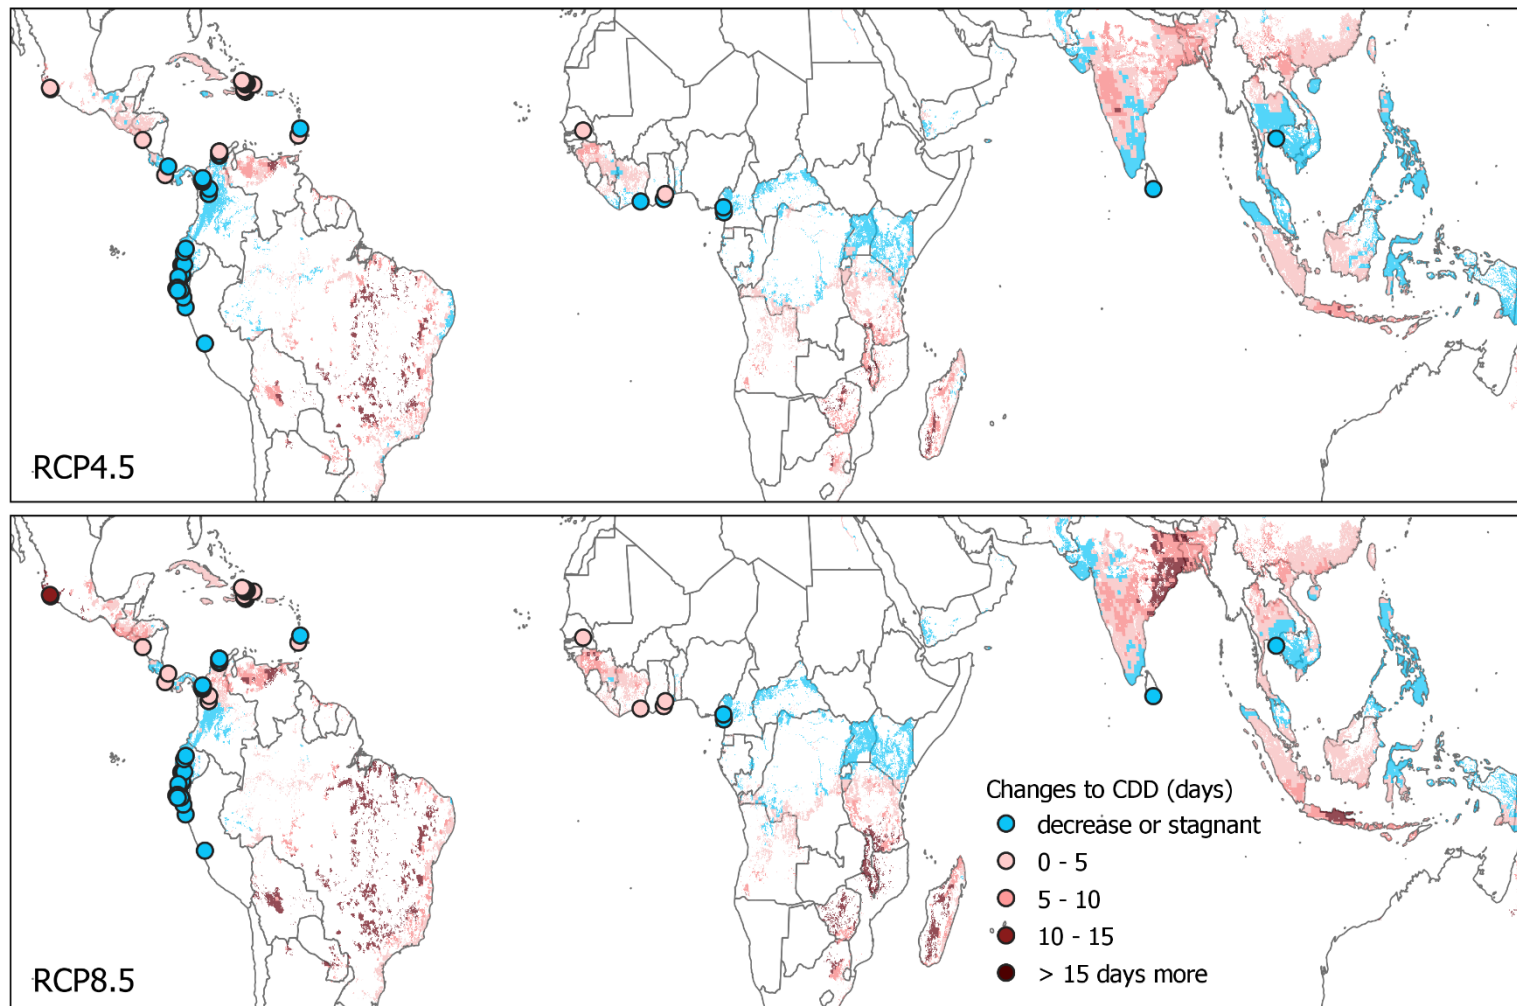 RCP4.5
Changes to CDD (days)
decrease or stagnant
0 - 5
5 - 10
10 - 15
> 15 days more
RCP8.5